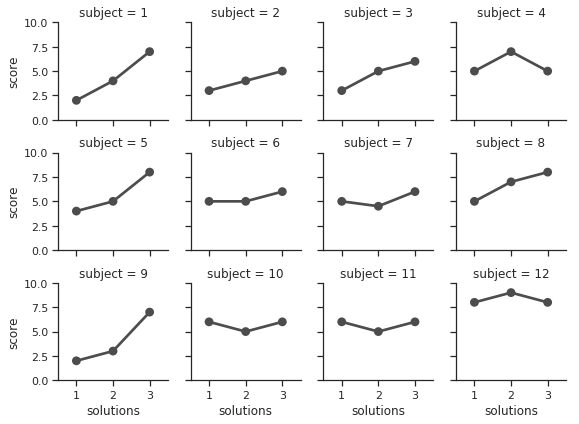 subject = 1 subject = 2 subject = 3 subject = 4
10.0
7.5
score
5.0
2.5
0.0
subject = 5 subject = 6 subject = 7 subject = 8
10.0
7.5
score
5.0
2.5
0.0
subject = 9 subject = 10 subject = 11 subject = 12
10.0
7.5
score
5.0
2.5
0.0
1 2 3 1 2 3 1 2 3 1 2 3
solutions solutions solutions solutions